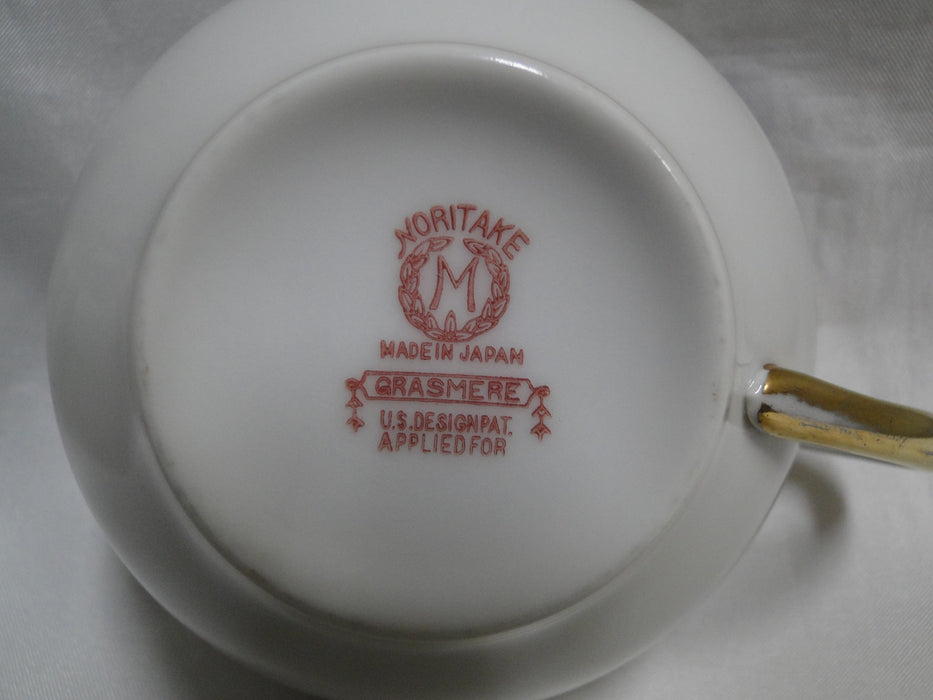 NORITAKE
M
MADE IN JAPAN
GRASMERE
U.S. DESIGN PAT.
APPLIED FOR